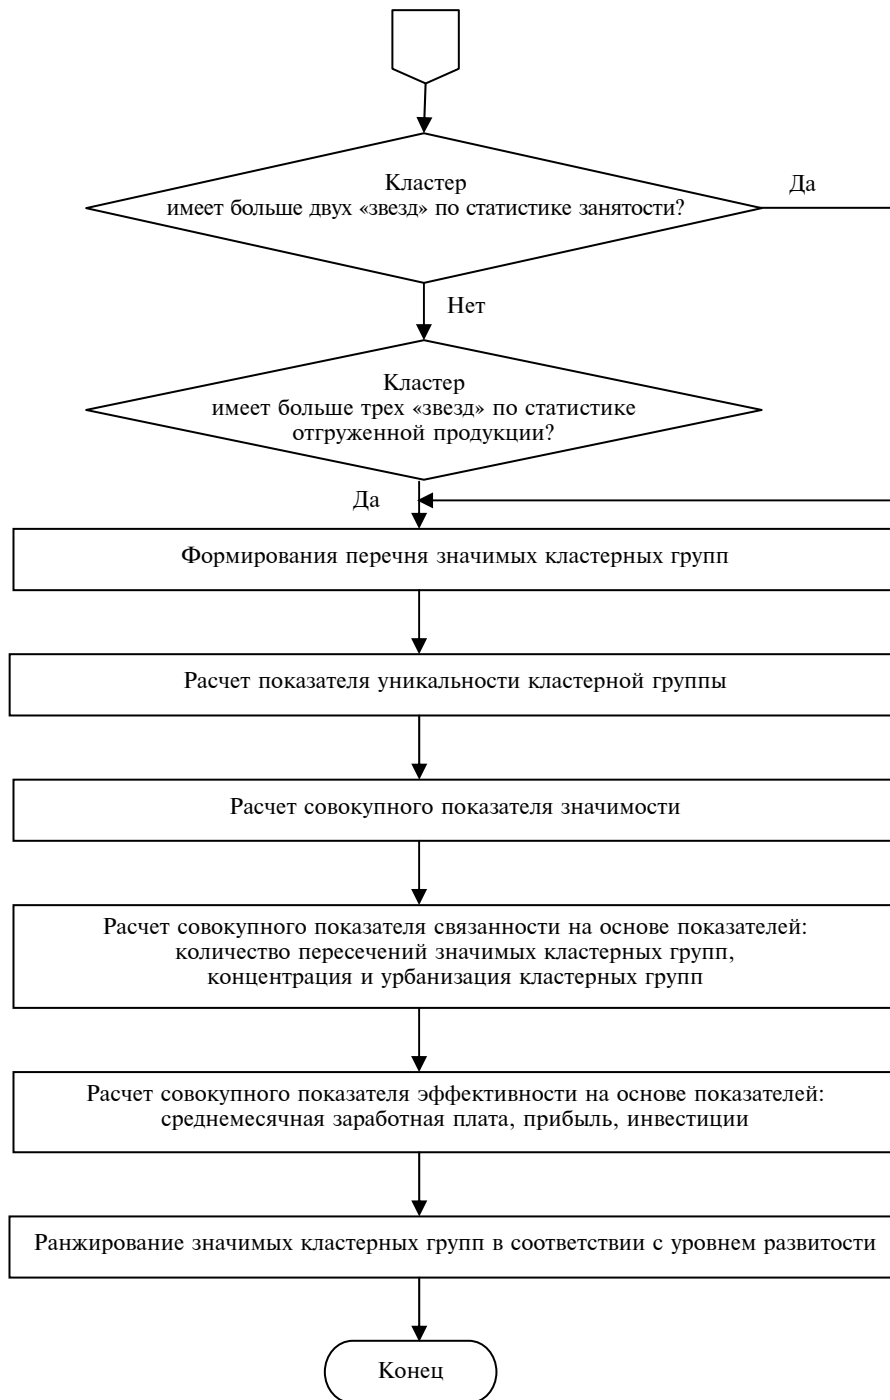 Кластер
имеет больше двух «звезд» по статистике занятости?
Да
Нет
Кластер
имеет больше трех «звезд» по статистике
отгруженной продукции?
Да
Формирования перечня значимых кластерных групп
Расчет показателя уникальности кластерной группы
Расчет совокупного показателя значимости
Расчет совокупного показателя связанности на основе показателей:
количество пересечений значимых кластерных групп,
концентрация и урбанизация кластерных групп
Расчет совокупного показателя эффективности на основе показателей:
среднемесячная заработная плата, прибыль, инвестиции
Ранжирование значимых кластерных групп в соответствии с уровнем развитости
Конец